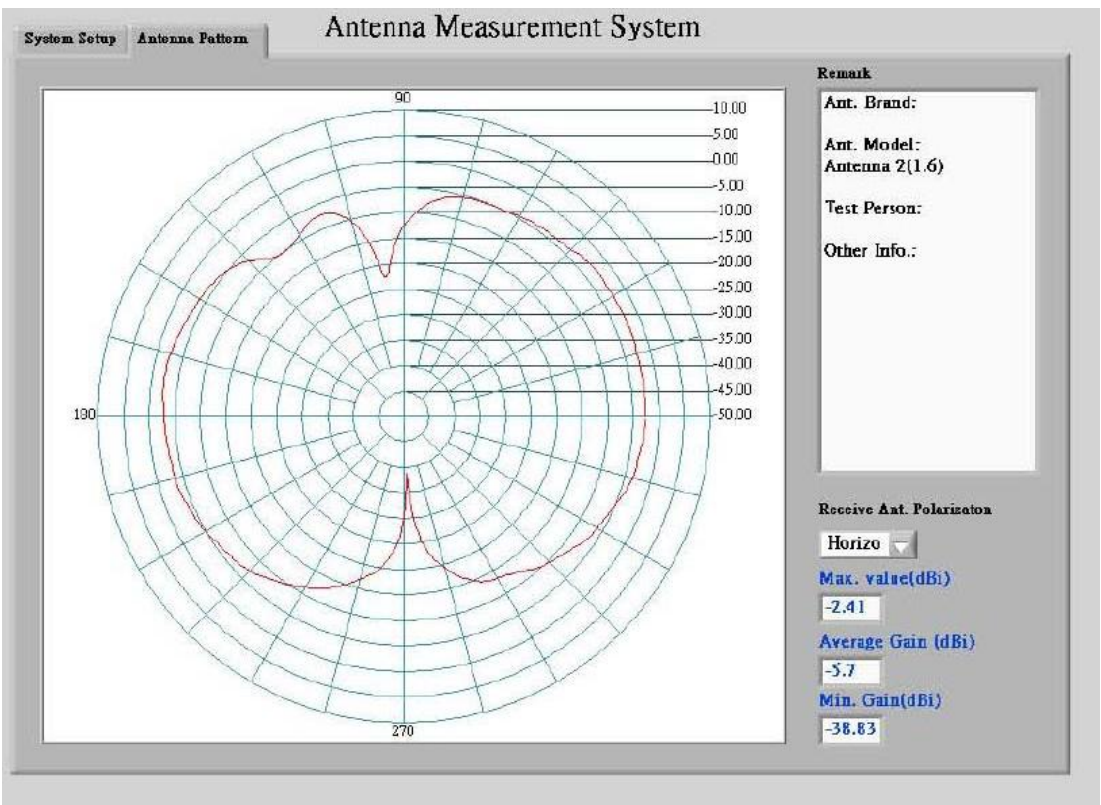 Antenna Measurement System
System Setup
Antenna Pattern
90
10.00
5.00
0.00
-5.00
-10.00
-15.00
-20.00
-25.00
-30.00
-35.00
-40.00
-45.00
-50.00
180
270
Remark
Ant. Brand:
Ant. Model:
Antenna 2(1.6)
Test Person:
Other Info.:
Receive Ant. Polarizaton
Horizo
Max. value(dBi)
-2.41
Average Gain (dBi)
-5.7
Min. Gain(dBi)
-38.83